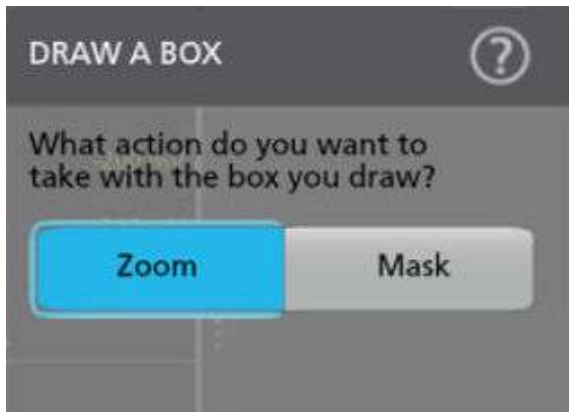 DRAW A BOX
?
What action do you want to
take with the box you draw?
Zoom
Mask